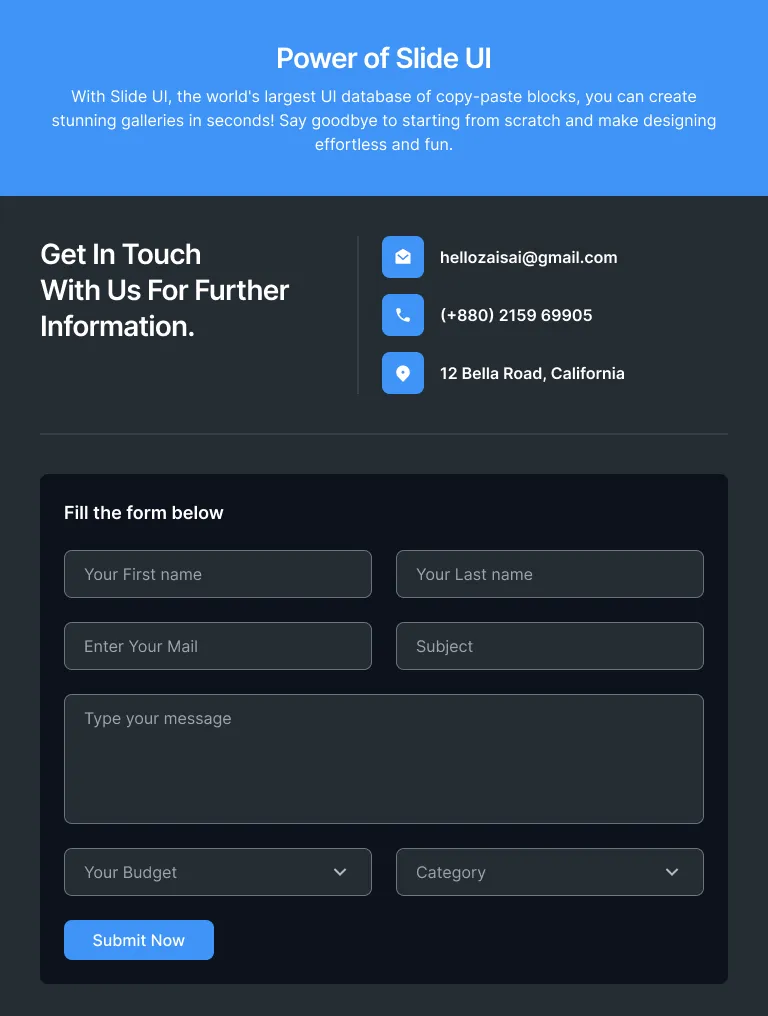 Power of Slide UI
With Slide UI, the world's largest UI database of copy-paste blocks, you can create
stunning galleries in seconds! Say goodbye to starting from scratch and make designing
effortless and fun.
Get In Touch
With Us For Further
Information.
hellozaisai@gmail.com
(+880) 2159 69905
12 Bella Road, California
Fill the form below
Your First name
Your Last name
Enter Your Mail
Subject
Type your message
Your Budget
Category
Submit Now